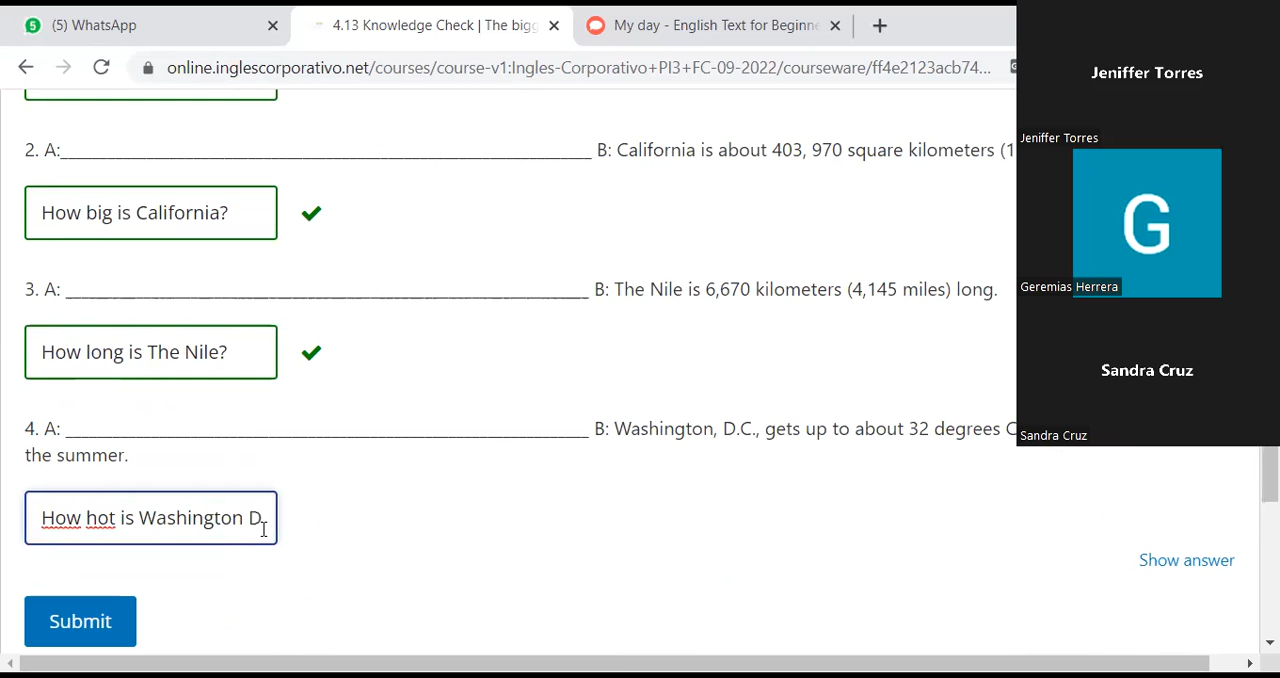 5 (5) WhatsApp
4.13 Knowledge Check | The bigg
My day - English Text for Beginne
online.inglescorporativo.net/courses/course-v1:Ingles-Corporativo+PI3+FC-09-2022/courseware/ff4e2123acb74...
Jeniffer Torres
Jeniffer Torres
G
Geremias Herrera
Sandra Cruz
Sandra Cruz
2. A:______________________________________________________ B: California is about 403, 970 square kilometers (1
How big is California?
3. A: _____________________________________________________ B: The Nile is 6,670 kilometers (4,145 miles) long.
How long is The Nile?
4. A: _____________________________________________________ B: Washington, D.C., gets up to about 32 degrees C
the summer.
How hot is Washington D.
Show answer
Submit